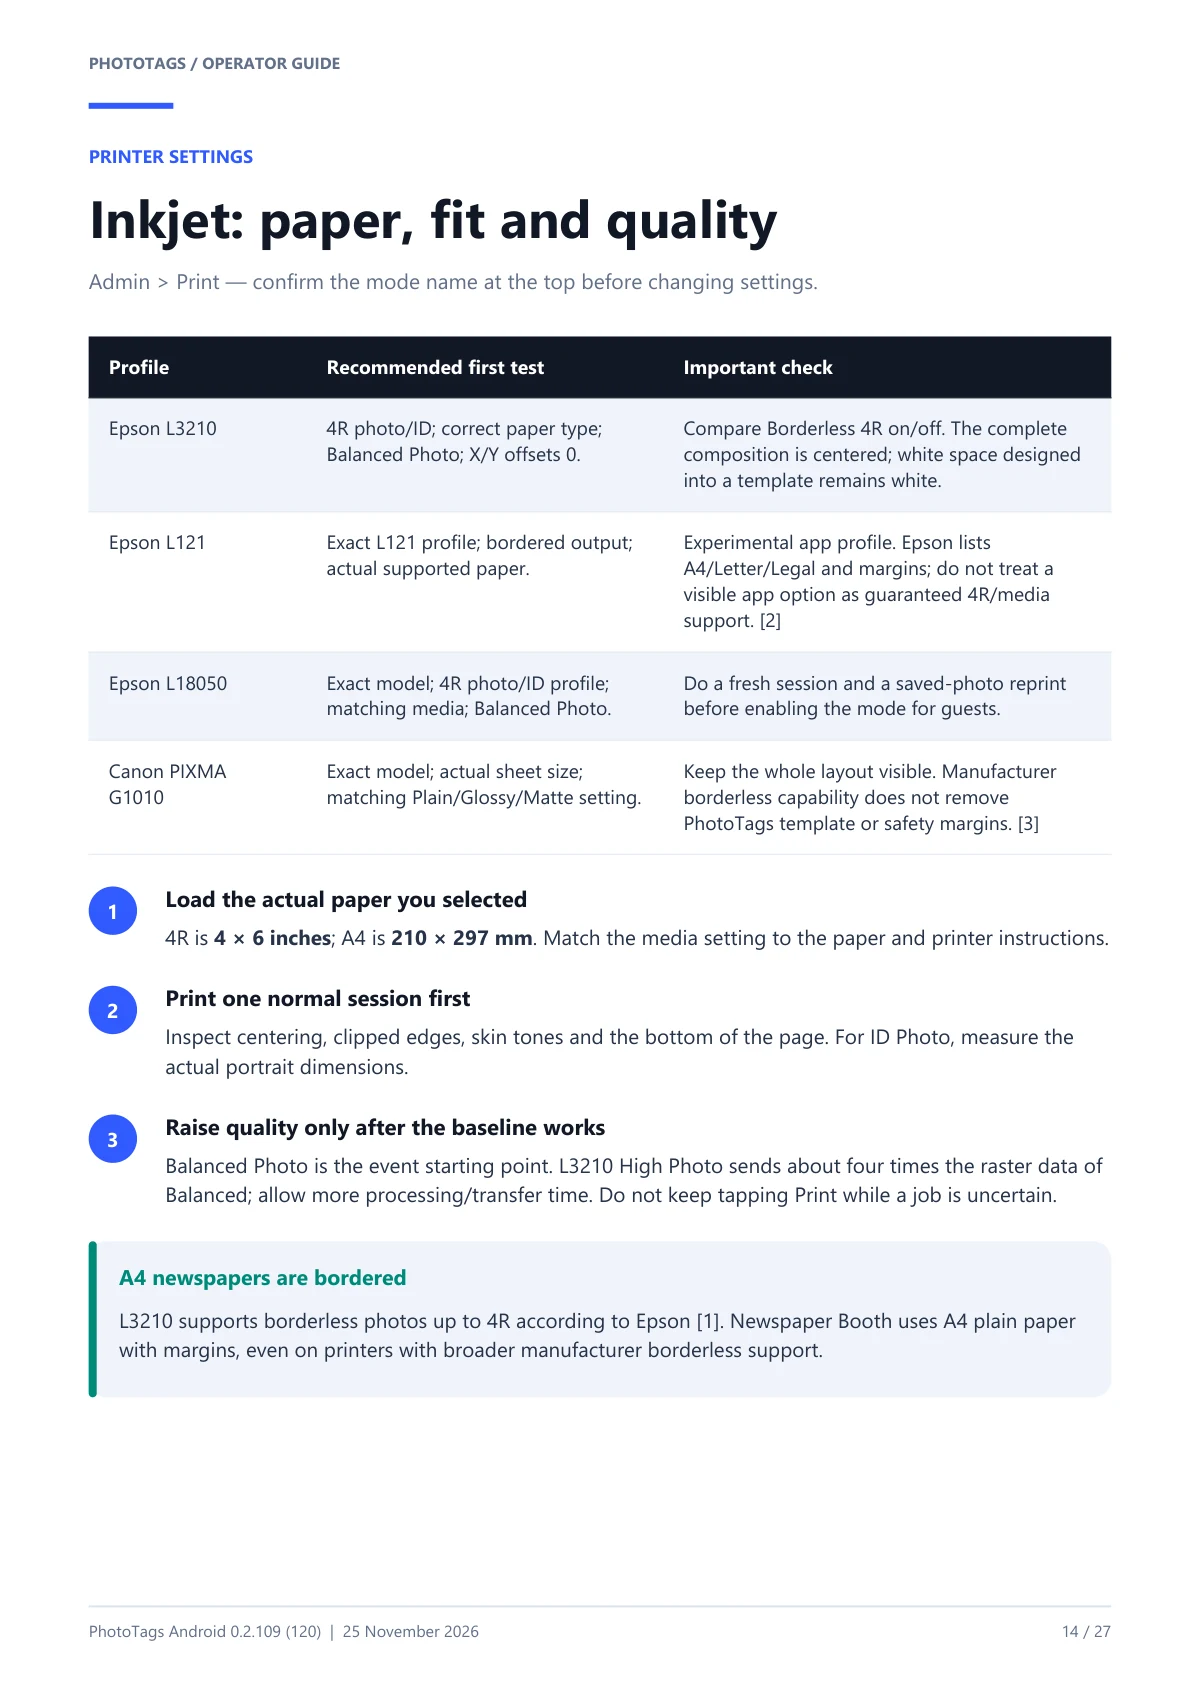 PHOTOTAGS / OPERATOR GUIDE
PRINTER SETTINGS
Inkjet: paper, fit and quality
Admin > Print — confirm the mode name at the top before changing settings.
Profile
Recommended first test
Important check
Epson L3210
4R photo/ID; correct paper type;
Balanced Photo; X/Y offsets 0.
Compare Borderless 4R on/off. The complete
composition is centered; white space designed
into a template remains white.
Epson L121
Exact L121 profile; bordered output;
actual supported paper.
Experimental app profile. Epson lists
A4/Letter/Legal and margins; do not treat a
visible app option as guaranteed 4R/media
support. [2]
Epson L18050
Exact model; 4R photo/ID profile;
matching media; Balanced Photo.
Do a fresh session and a saved-photo reprint
before enabling the mode for guests.
Canon PIXMA
G1010
Exact model; actual sheet size;
matching Plain/Glossy/Matte setting.
Keep the whole layout visible. Manufacturer
borderless capability does not remove
PhotoTags template or safety margins. [3]
1
Load the actual paper you selected
4R is 4 × 6 inches; A4 is 210 × 297 mm. Match the media setting to the paper and printer instructions.
2
Print one normal session first
Inspect centering, clipped edges, skin tones and the bottom of the page. For ID Photo, measure the
actual portrait dimensions.
3
Raise quality only after the baseline works
Balanced Photo is the event starting point. L3210 High Photo sends about four times the raster data of
Balanced; allow more processing/transfer time. Do not keep tapping Print while a job is uncertain.
A4 newspapers are bordered
L3210 supports borderless photos up to 4R according to Epson [1]. Newspaper Booth uses A4 plain paper
with margins, even on printers with broader manufacturer borderless support.
PhotoTags Android 0.2.109 (120) | 25 November 2026
14 / 27